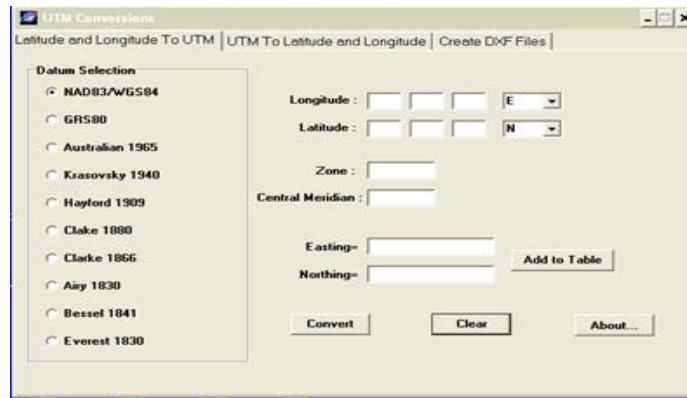 UTM Conversions
Latitude and Longitude To UTM
UTM To Latitude and Longitude
Create DXF Files
Datum Selection
NAD83/WGS84
GRS80
Australian 1965
Krasovsky 1940
Hayford 1909
Clake 1880
Clarke 1866
Airy 1830
Bessel 1841
Everest 1830
Longitude :
E
Latitude :
N
Zone :
Central Meridian :
Easting=
Northing=
Add to Table
Convert
Clear
About...